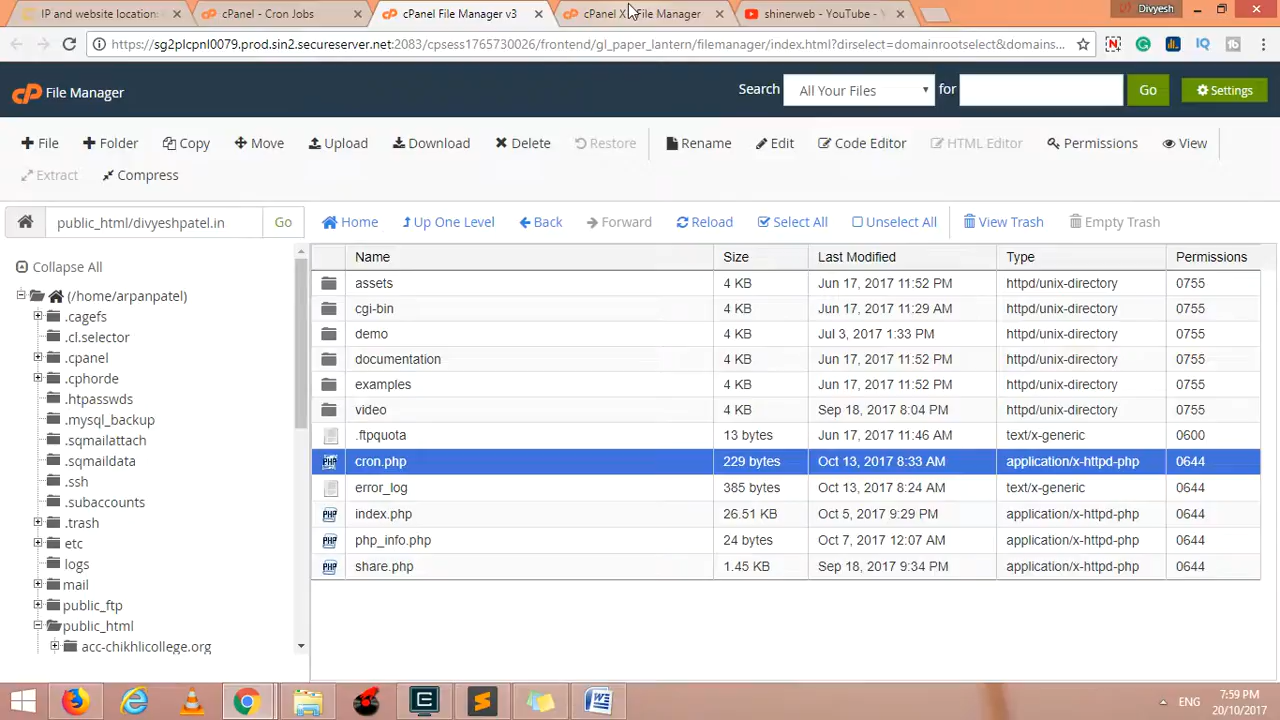 IP and website location:
cPanel - Cron Jobs
cPanel File Manager v3
cPanel X File Manager
shinerweb - YouTube -
Divyesh
https://sg2plcpnl0079.prod.sin2.secureserver.net:2083/cpsess1765730026/frontend/gl_paper_lantern/filemanager/index.html?dirselect=domainrootselect&domains...
File Manager
Search All Your Files for Go Settings
File Folder Copy Move Upload Download Delete Restore Rename Edit Code Editor HTML Editor Permissions View
Extract Compress
public_html/divyeshpatel.in Go Home Up One Level Back Forward Reload Select All Unselect All View Trash Empty Trash
Collapse All
(/home/arpanpatel)
.cagefs
.cl.selector
.cpanel
.cphorde
.htpasswds
.mysql_backup
.sqmailattach
.sqmaildata
.ssh
.subaccounts
.trash
etc
logs
mail
public_ftp
public_html
acc-chikhlicollege.org
Name Size Last Modified Type Permissions
assets 4 KB Jun 17, 2017 11:52 PM httpd/unix-directory 0755
cgi-bin 4 KB Jun 17, 2017 11:29 AM httpd/unix-directory 0755
demo 4 KB Jul 3, 2017 1:33 PM httpd/unix-directory 0755
documentation 4 KB Jun 17, 2017 11:52 PM httpd/unix-directory 0755
examples 4 KB Jun 17, 2017 11:52 PM httpd/unix-directory 0755
video 4 KB Sep 18, 2017 8:04 PM httpd/unix-directory 0755
.ftpquota 13 bytes Jun 17, 2017 11:46 AM text/x-generic 0600
cron.php 229 bytes Oct 13, 2017 8:33 AM application/x-httpd-php 0644
error_log 385 bytes Oct 13, 2017 8:24 AM text/x-generic 0644
index.php 26.51 KB Oct 5, 2017 9:29 PM application/x-httpd-php 0644
php_info.php 24 bytes Oct 7, 2017 12:07 AM application/x-httpd-php 0644
share.php 1.45 KB Sep 18, 2017 9:34 PM application/x-httpd-php 0644
ENG
7:59 PM
20/10/2017